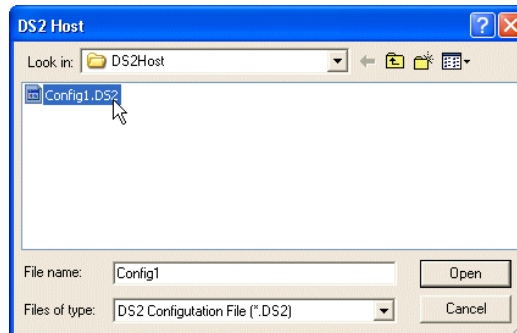 DS2 Host
Look in: DS2Host
Config1.DS2
File name: Config1 Open
Files of type: DS2 Configutation File (*.DS2) Cancel